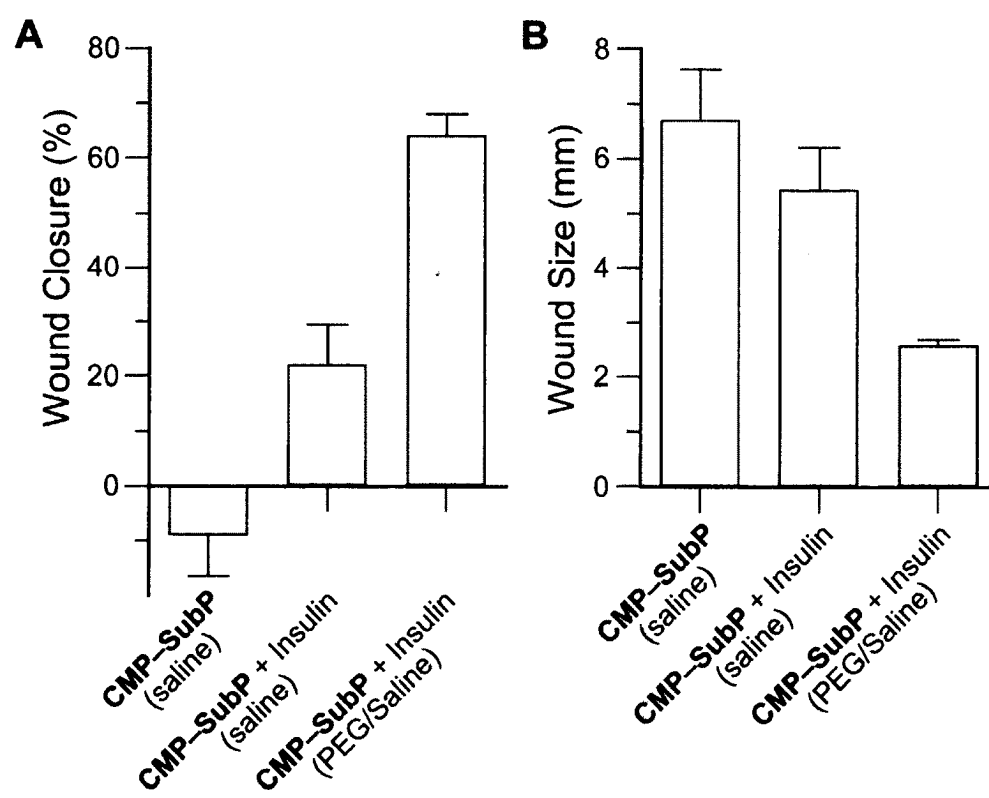 A
Wound Closure (%)
80
60
40
20
0
CMP–SubP
(saline)
CMP–SubP + Insulin
(saline)
CMP–SubP + Insulin
(PEG/Saline)
B
Wound Size (mm)
8
6
4
2
0
CMP–SubP
(saline)
CMP–SubP + Insulin
(saline)
CMP–SubP + Insulin
(PEG/Saline)